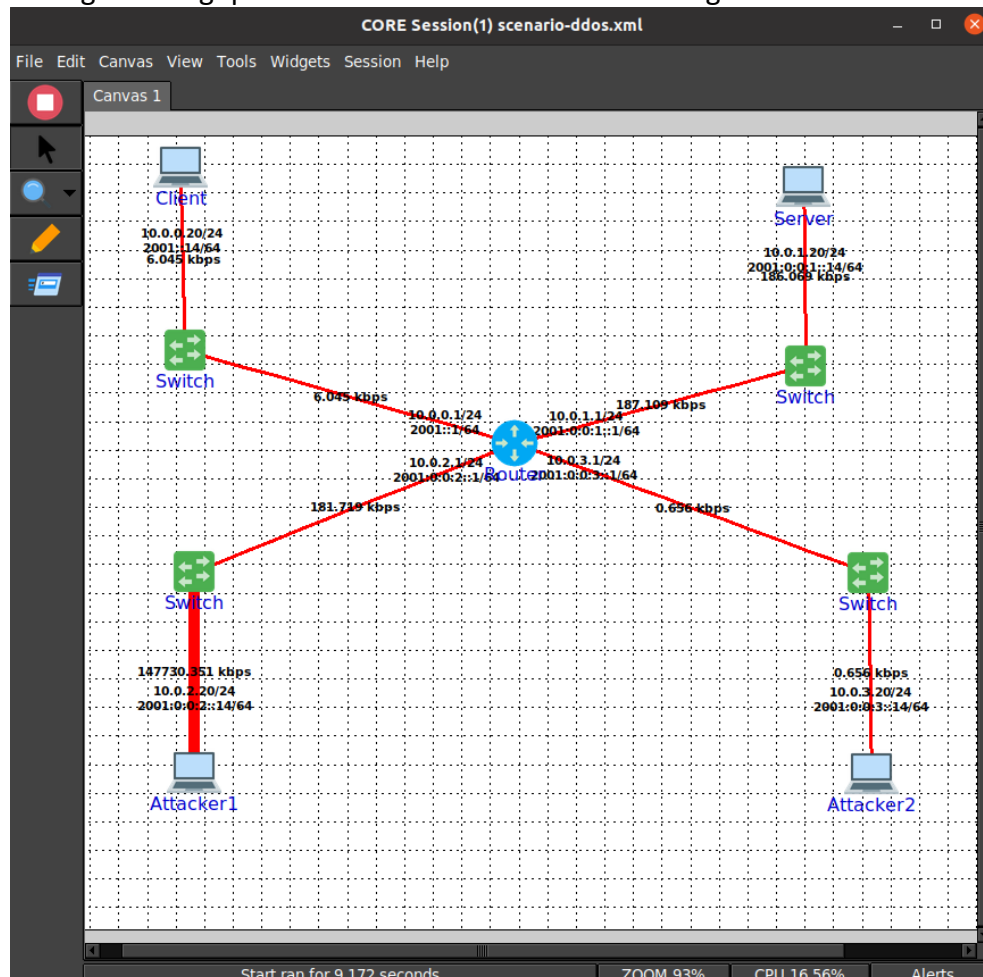 CORE Session(1) scenario-ddos.xml
File Edit Canvas View Tools Widgets Session Help
Canvas 1
Client
10.0.0.20/24
2001::14/64
6.045 kbps
Server
10.0.1.20/24
2001:0:0:1::14/64
186.069 kbps
Switch
Switch
6.045 kbps
187.109 kbps
10.0.0.1/24
2001::1/64
10.0.1.1/24
2001:0:0:1::1/64
Router
10.0.2.1/24
2001:0:0:2::1/64
10.0.3.1/24
2001:0:0:3::1/64
181.719 kbps
0.656 kbps
Switch
Switch
147730.351 kbps
10.0.2.20/24
2001:0:0:2::14/64
0.656 kbps
10.0.3.20/24
2001:0:0:3::14/64
Attacker1
Attacker2
Start ran for 9.172 seconds
ZOOM 93%
CPU 16.56%
Alerts